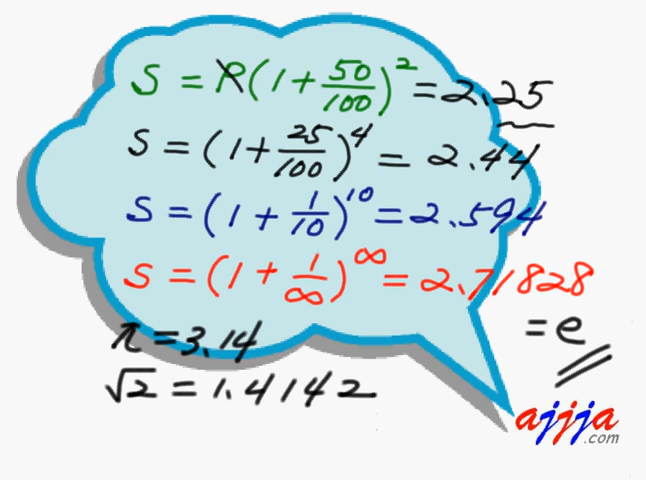 S = P(1+50/100)^2 = 2.25
S = (1+25/100)^4 = 2.44
S = (1+1/10)^10 = 2.594
S = (1+1/∞)^∞ = 2.71828
= e
π = 3.14
√2 = 1.4142
ajjja
.com